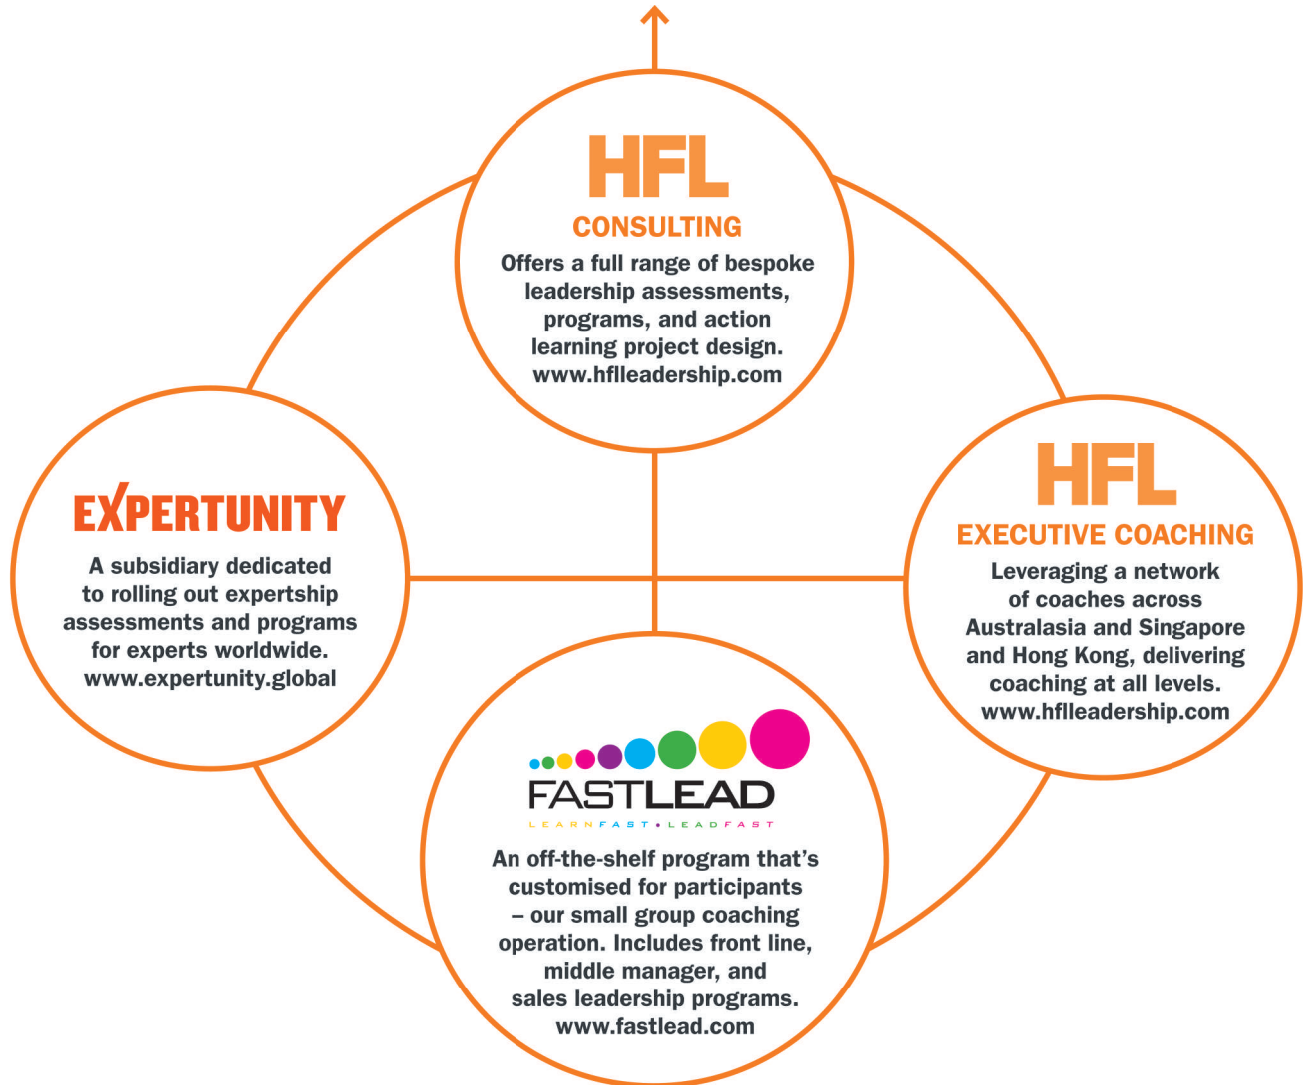 HFL
CONSULTING
Offers a full range of bespoke
leadership assessments,
programs, and action
learning project design.
www.hflleadership.com
EXPERTUNITY
A subsidiary dedicated
to rolling out expertship
assessments and programs
for experts worldwide.
www.expertunity.global
HFL
EXECUTIVE COACHING
Leveraging a network
of coaches across
Australasia and Singapore
and Hong Kong, delivering
coaching at all levels.
www.hflleadership.com
FASTLEAD
LEARNFAST•LEADFAST
An off-the-shelf program that’s
customised for participants
– our small group coaching
operation. Includes front line,
middle manager, and
sales leadership programs.
www.fastlead.com